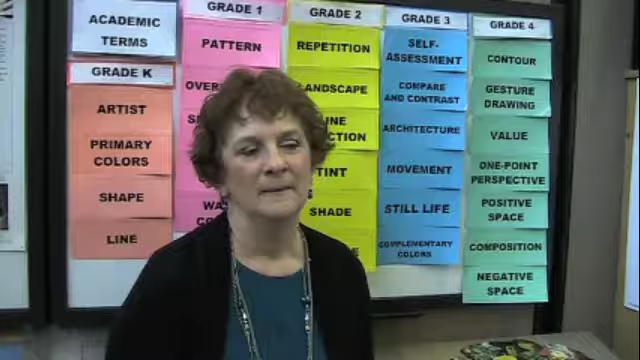 ACADEMIC
TERMS
GRADE K
ARTIST
PRIMARY
COLORS
SHAPE
LINE
GRADE 1
PATTERN
GRADE 2
REPETITION
LANDSCAPE
TINT
SHADE
GRADE 3
SELF-
ASSESSMENT
COMPARE
AND CONTRAST
ARCHITECTURE
MOVEMENT
STILL LIFE
COMPLEMENTARY
COLORS
GRADE 4
CONTOUR
GESTURE
DRAWING
VALUE
ONE-POINT
PERSPECTIVE
POSITIVE
SPACE
COMPOSITION
NEGATIVE
SPACE